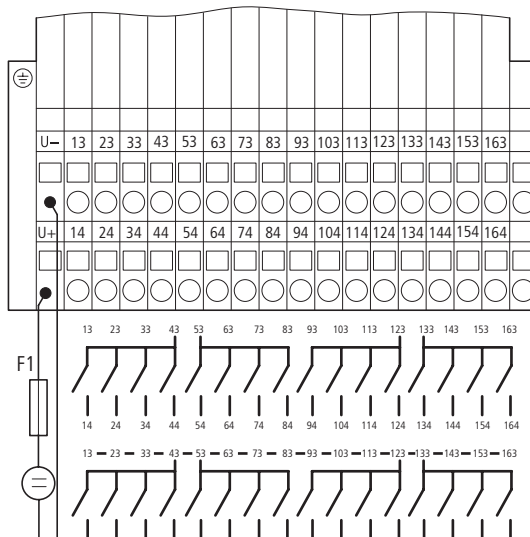 U− 13 23 33 43 53 63 73 83 93 103 113 123 133 143 153 163
U+ 14 24 34 44 54 64 74 84 94 104 114 124 134 144 154 164
13 23 33 43 53 63 73 83 93 103 113 123 133 143 153 163
F1
14 24 34 44 54 64 74 84 94 104 114 124 134 144 154 164
13 23 33 43 53 63 73 83 93 103 113 123 133 143 153 163